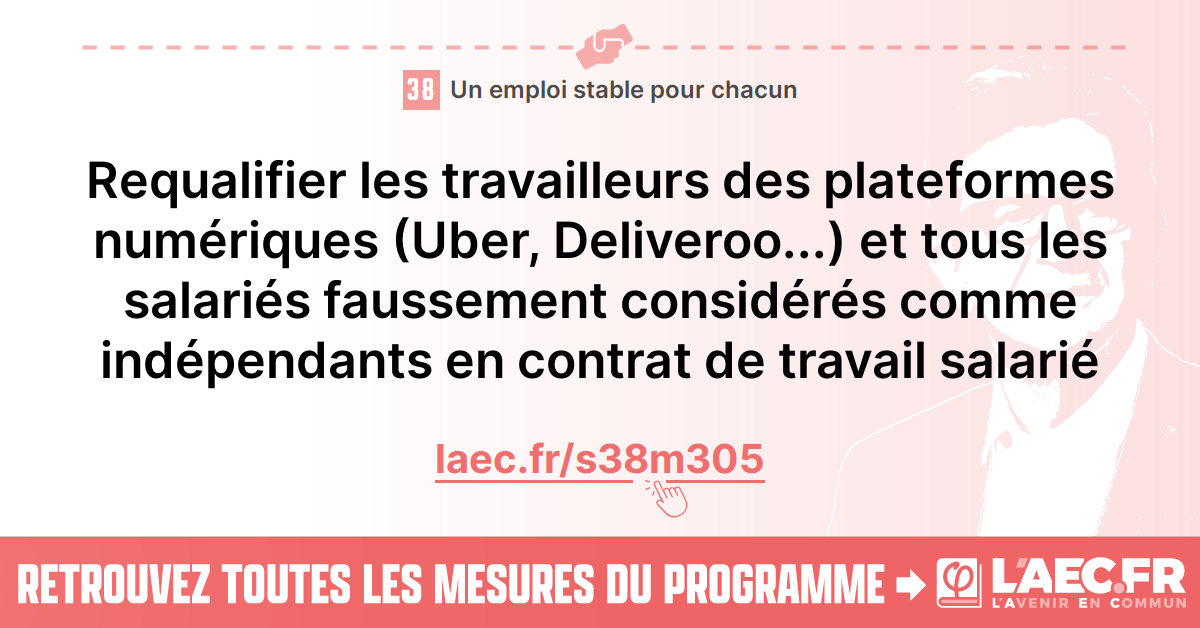 38 Un emploi stable pour chacun
Requalifier les travailleurs des plateformes
numériques (Uber, Deliveroo...) et tous les
salariés faussement considérés comme
indépendants en contrat de travail salarié
laec.fr/s38m305
RETROUVEZ TOUTES LES MESURES DU PROGRAMME
L'AEC.FR
L'AVENIR EN COMMUN